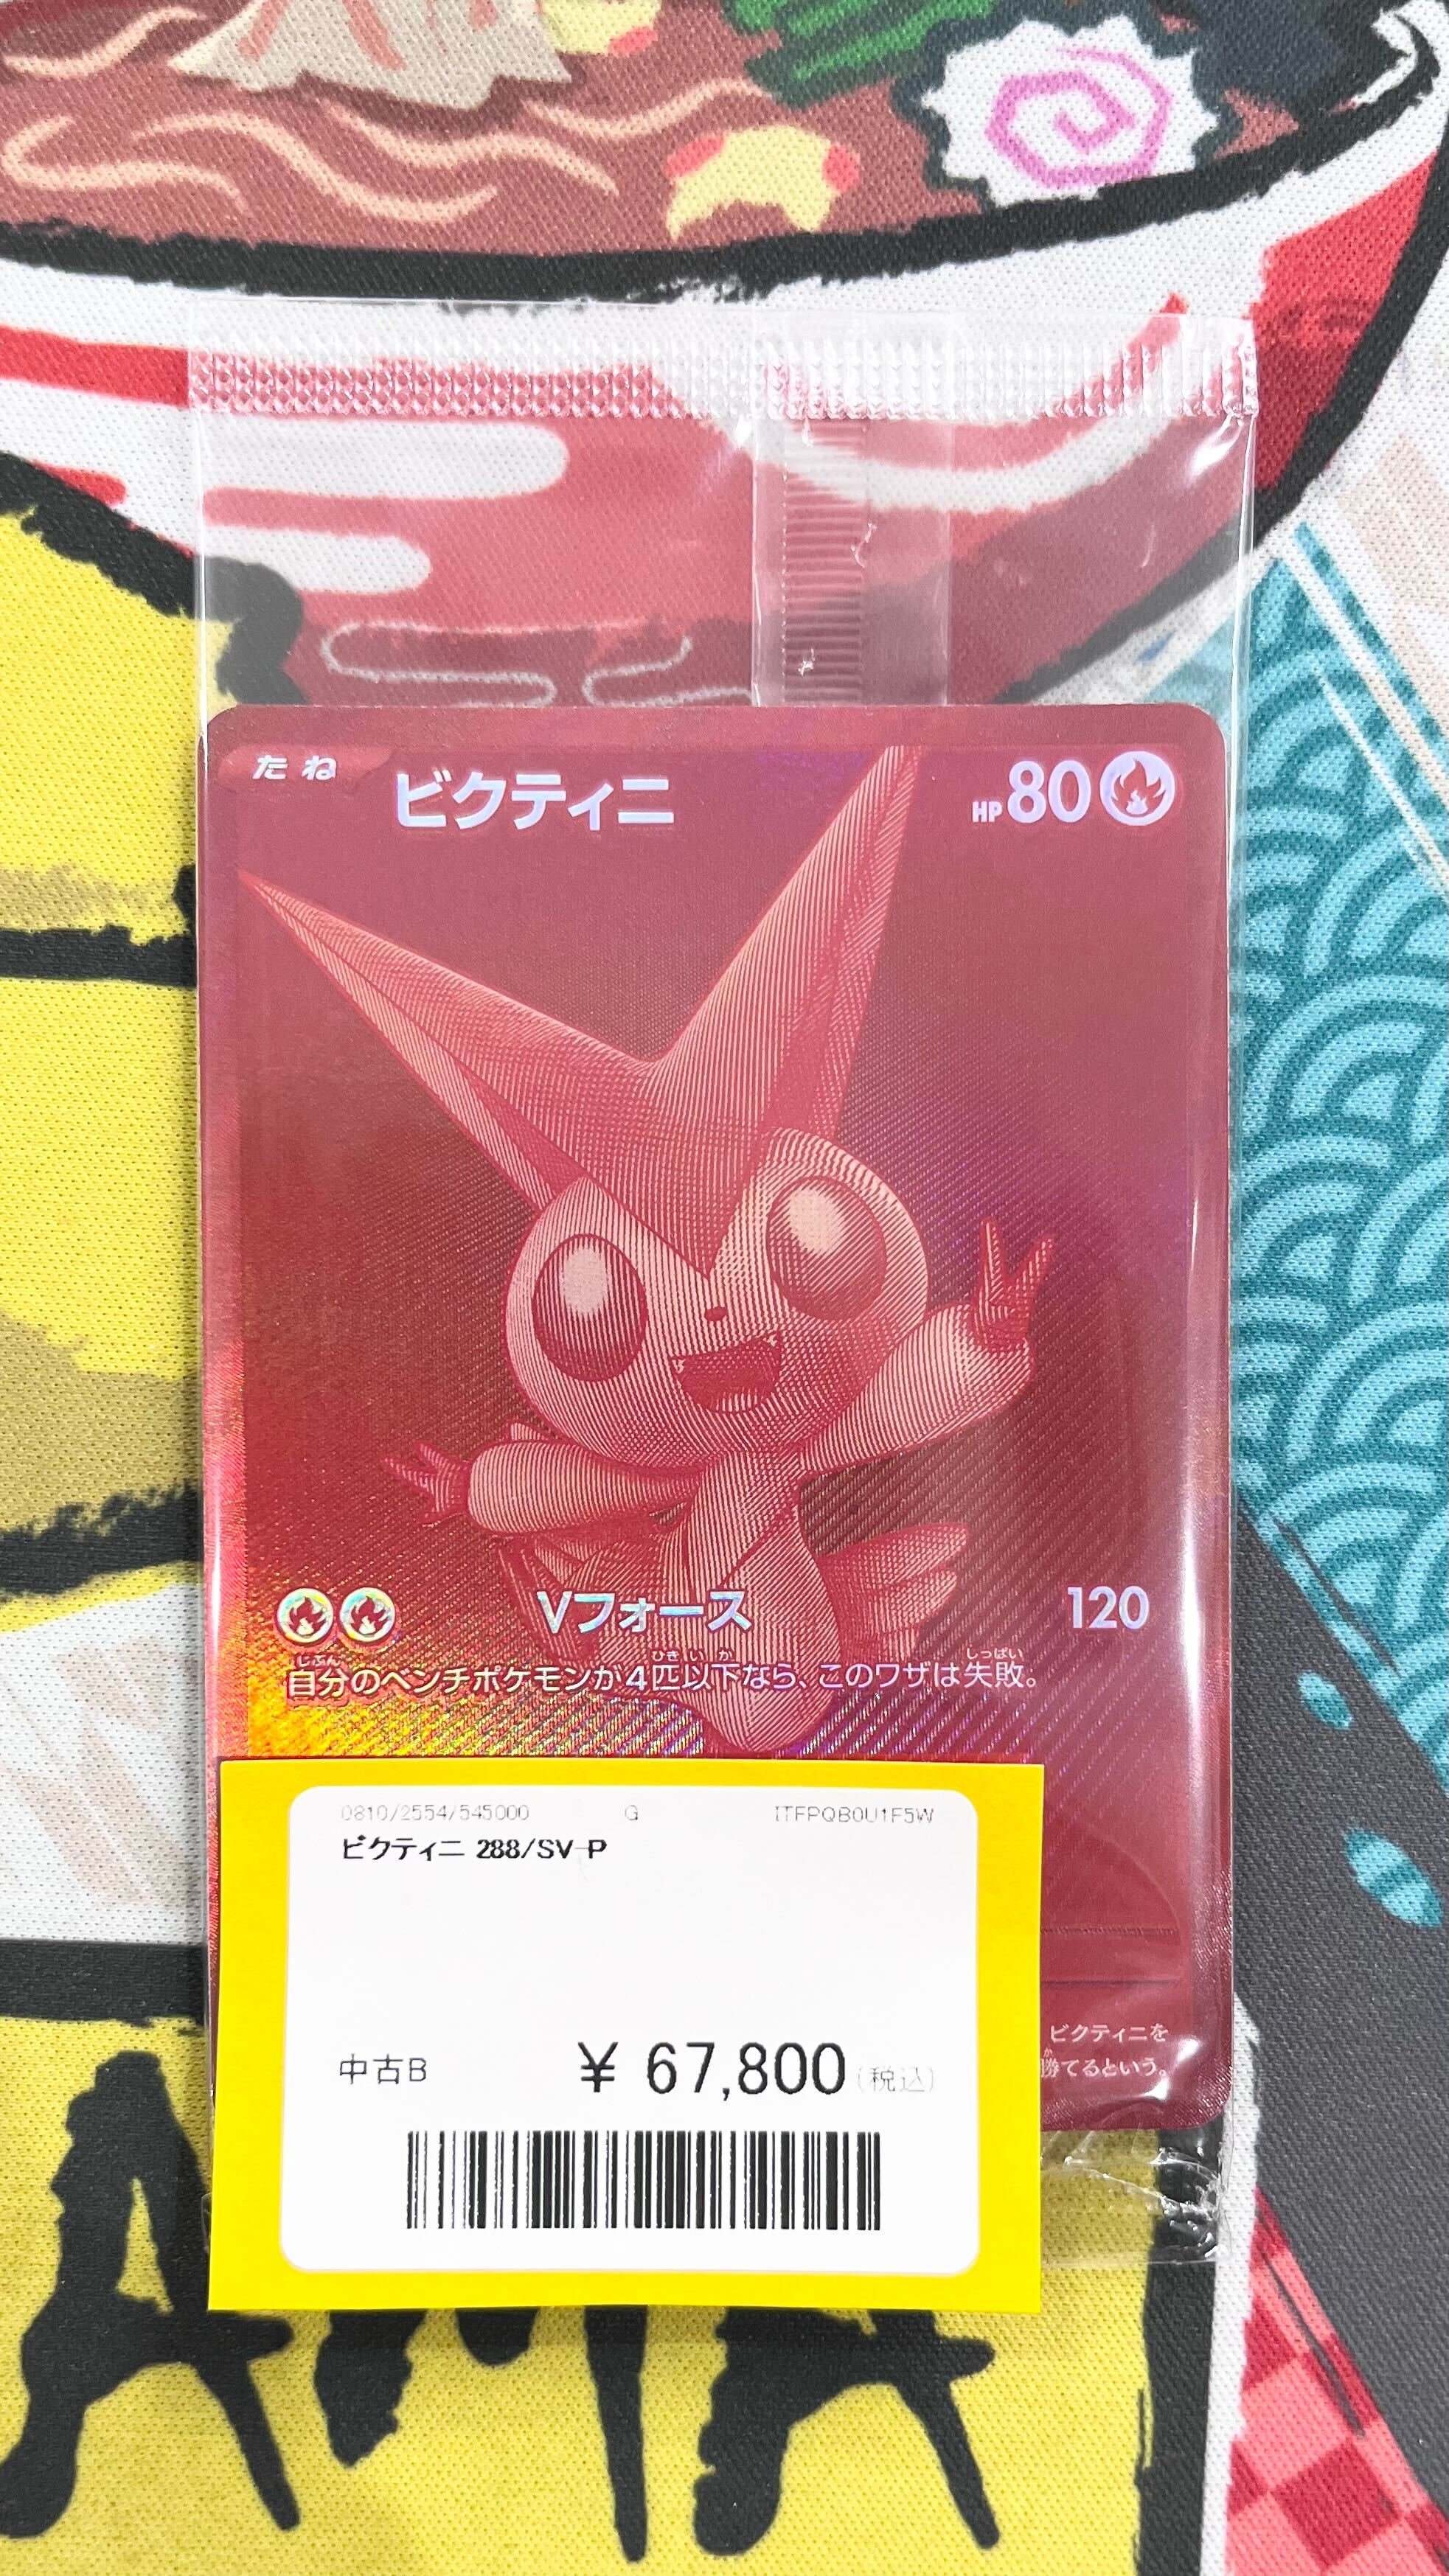 たね ビクティニ HP80
Vフォース 120
自分のベンチポケモンが4匹以下なら、このワザは失敗。
じぶん ひきいか しっぱい
0810/2554/545000 G ITFPQB0U1F5W
ビクティニ 288/SV-P
中古B ¥ 67,800 (税込)
ビクティニを
勝てるという。
か